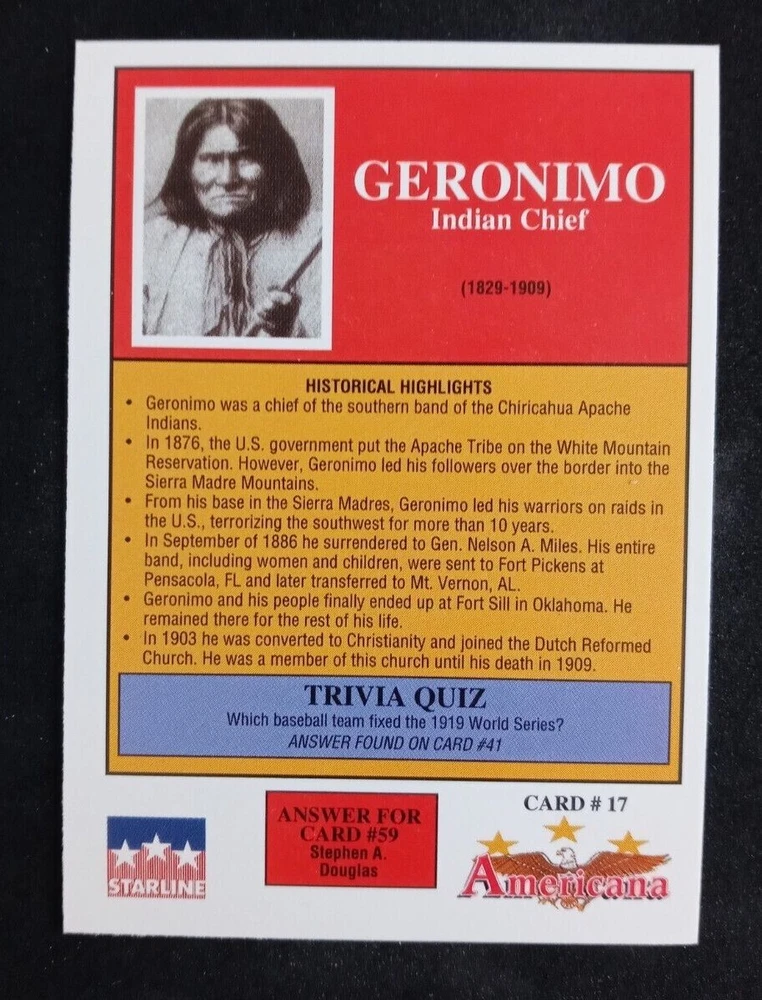 GERONIMO
Indian Chief
(1829-1909)
HISTORICAL HIGHLIGHTS
• Geronimo was a chief of the southern band of the Chiricahua Apache
Indians.
• In 1876, the U.S. government put the Apache Tribe on the White Mountain
Reservation. However, Geronimo led his followers over the border into the
Sierra Madre Mountains.
• From his base in the Sierra Madres, Geronimo led his warriors on raids in
the U.S., terrorizing the southwest for more than 10 years.
• In September of 1886 he surrendered to Gen. Nelson A. Miles. His entire
band, including women and children, were sent to Fort Pickens at
Pensacola, FL and later transferred to Mt. Vernon, AL.
• Geronimo and his people finally ended up at Fort Sill in Oklahoma. He
remained there for the rest of his life.
• In 1903 he was converted to Christianity and joined the Dutch Reformed
Church. He was a member of this church until his death in 1909.
TRIVIA QUIZ
Which baseball team fixed the 1919 World Series?
ANSWER FOUND ON CARD #41
STARLINE
ANSWER FOR
CARD #59
Stephen A.
Douglas
CARD # 17
Americana